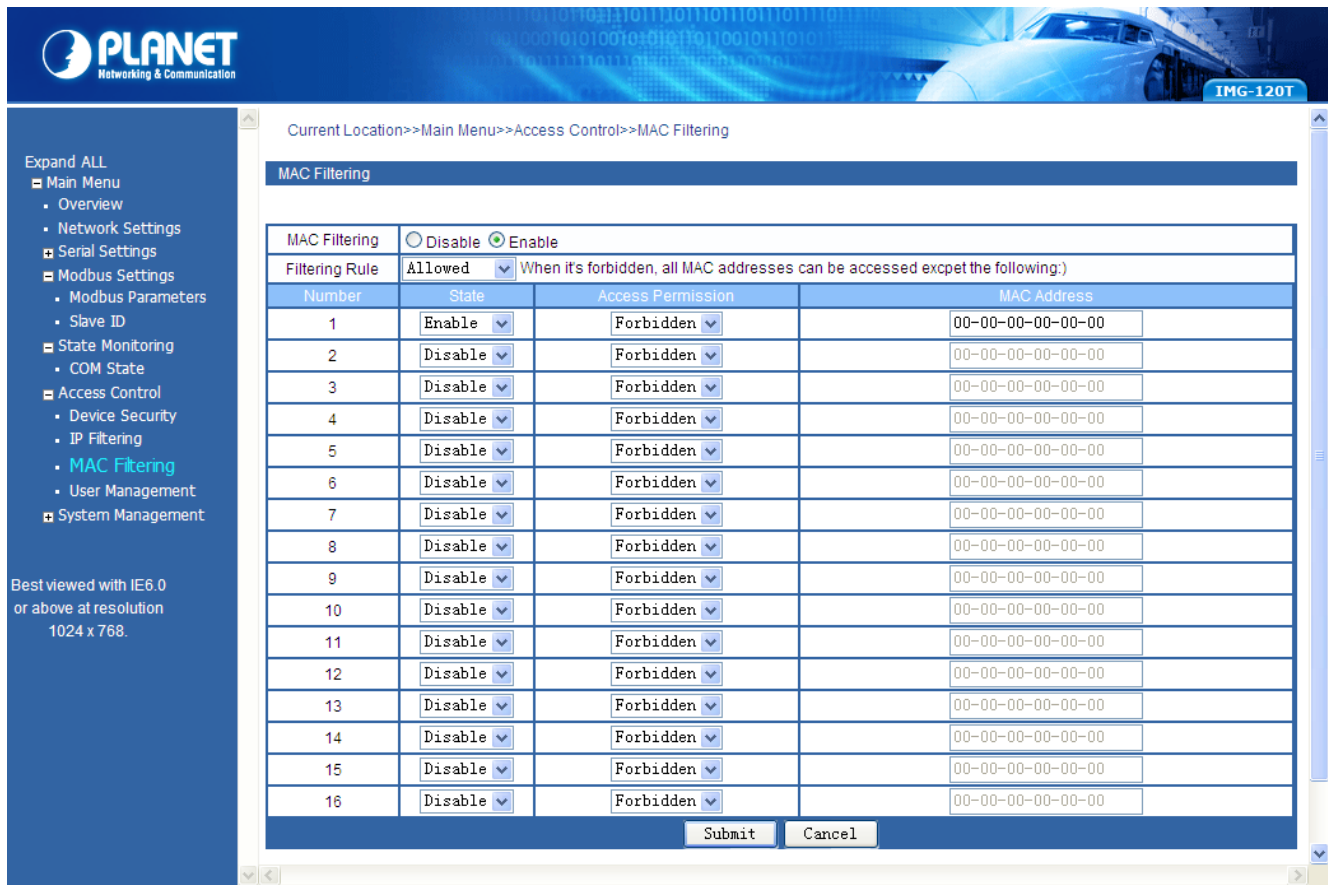 PLANET
Networking & Communication
IMG-120T
Current Location>>Main Menu>>Access Control>>MAC Filtering
Expand ALL
Main Menu
Overview
Network Settings
Serial Settings
Modbus Settings
Modbus Parameters
Slave ID
State Monitoring
COM State
Access Control
Device Security
IP Filtering
MAC Filtering
User Management
System Management
Best viewed with IE6.0
or above at resolution
1024 x 768.
MAC Filtering
MAC Filtering Disable Enable
Filtering Rule Allowed When it's forbidden, all MAC addresses can be accessed excpet the following:)
Number State Access Permission MAC Address
1 Enable Forbidden 00-00-00-00-00-00
2 Disable Forbidden 00-00-00-00-00-00
3 Disable Forbidden 00-00-00-00-00-00
4 Disable Forbidden 00-00-00-00-00-00
5 Disable Forbidden 00-00-00-00-00-00
6 Disable Forbidden 00-00-00-00-00-00
7 Disable Forbidden 00-00-00-00-00-00
8 Disable Forbidden 00-00-00-00-00-00
9 Disable Forbidden 00-00-00-00-00-00
10 Disable Forbidden 00-00-00-00-00-00
11 Disable Forbidden 00-00-00-00-00-00
12 Disable Forbidden 00-00-00-00-00-00
13 Disable Forbidden 00-00-00-00-00-00
14 Disable Forbidden 00-00-00-00-00-00
15 Disable Forbidden 00-00-00-00-00-00
16 Disable Forbidden 00-00-00-00-00-00
Submit Cancel